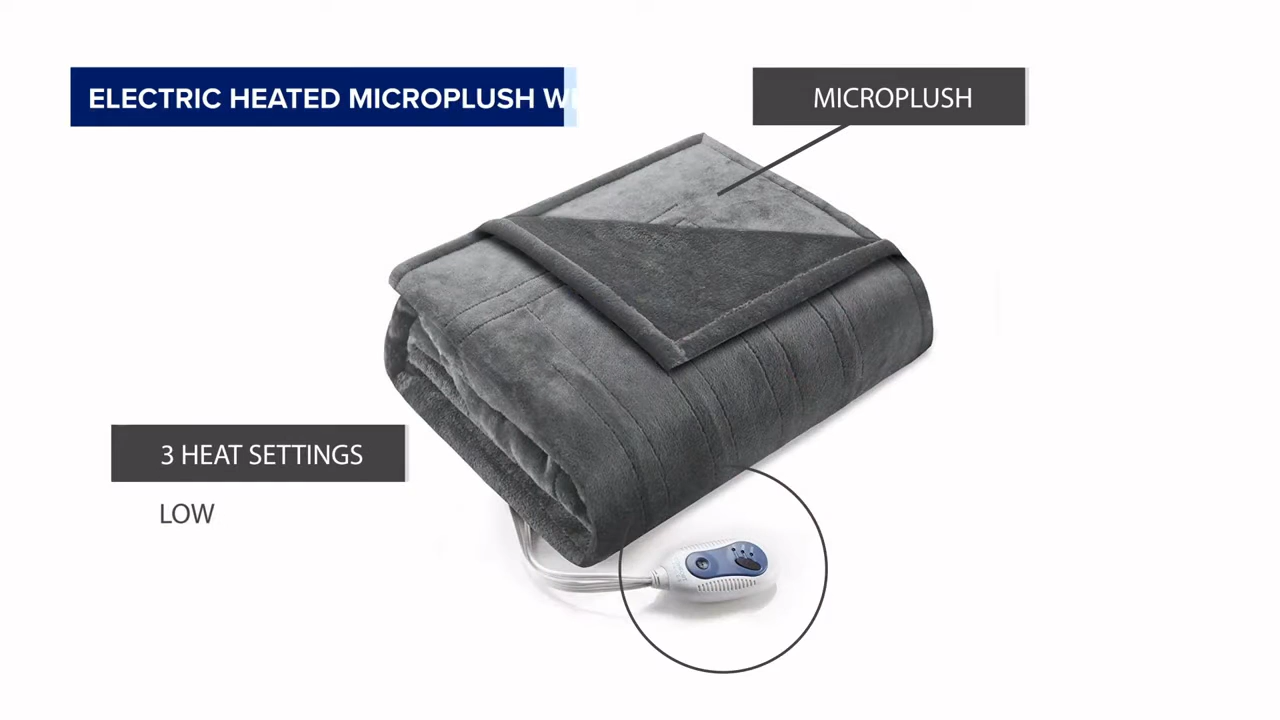 ELECTRIC HEATED MICROPLUSH
MICROPLUSH
3 HEAT SETTINGS
LOW